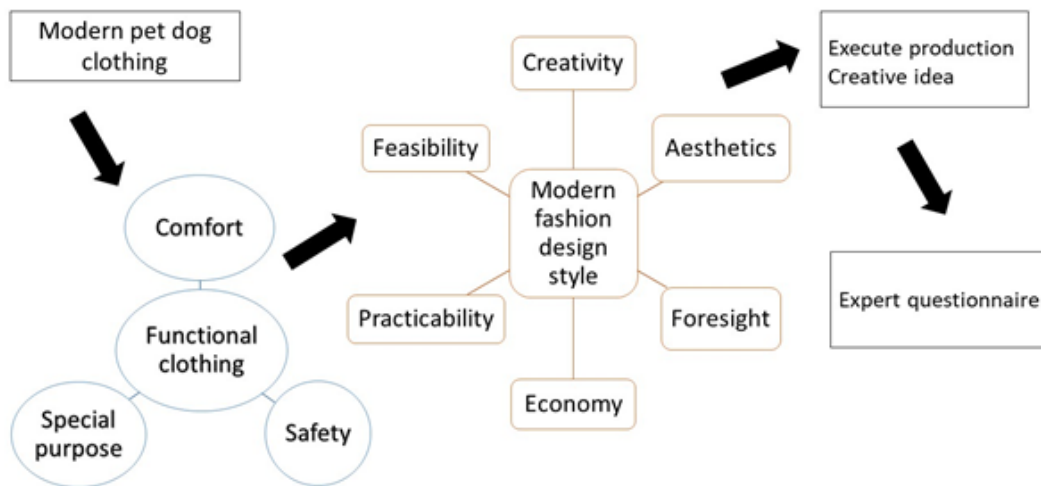 Modern pet dog
clothing
Comfort
Functional
clothing
Special
purpose
Safety
Creativity
Feasibility
Aesthetics
Modern
fashion
design
style
Practicability
Foresight
Economy
Execute production
Creative idea
Expert questionnaire